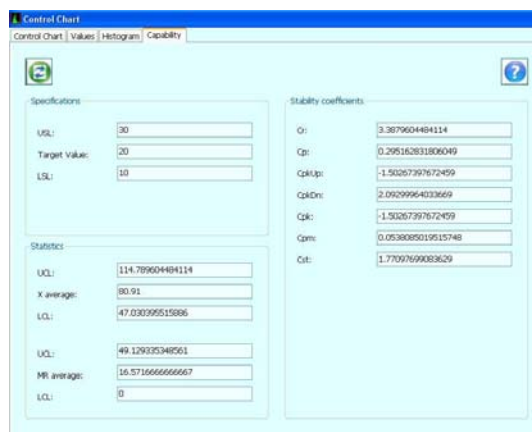 Control Chart
Control Chart Values Histogram Capability
Specifications
USL: 30
Target Value: 20
LSL: 10
Statistics
UCL: 114.789604484114
X average: 80.91
LCL: 47.030395515886
UCL: 49.129335348561
MR average: 16.5716666666667
LCL: 0
Stability coefficients
Cr: 3.3879604484114
Cp: 0.295162831806049
CpkUp: -1.50267397672459
CpkDn: 2.09299964033669
Cpk: -1.50267397672459
Cpm: 0.0538085019515748
Cst: 1.77097699083629